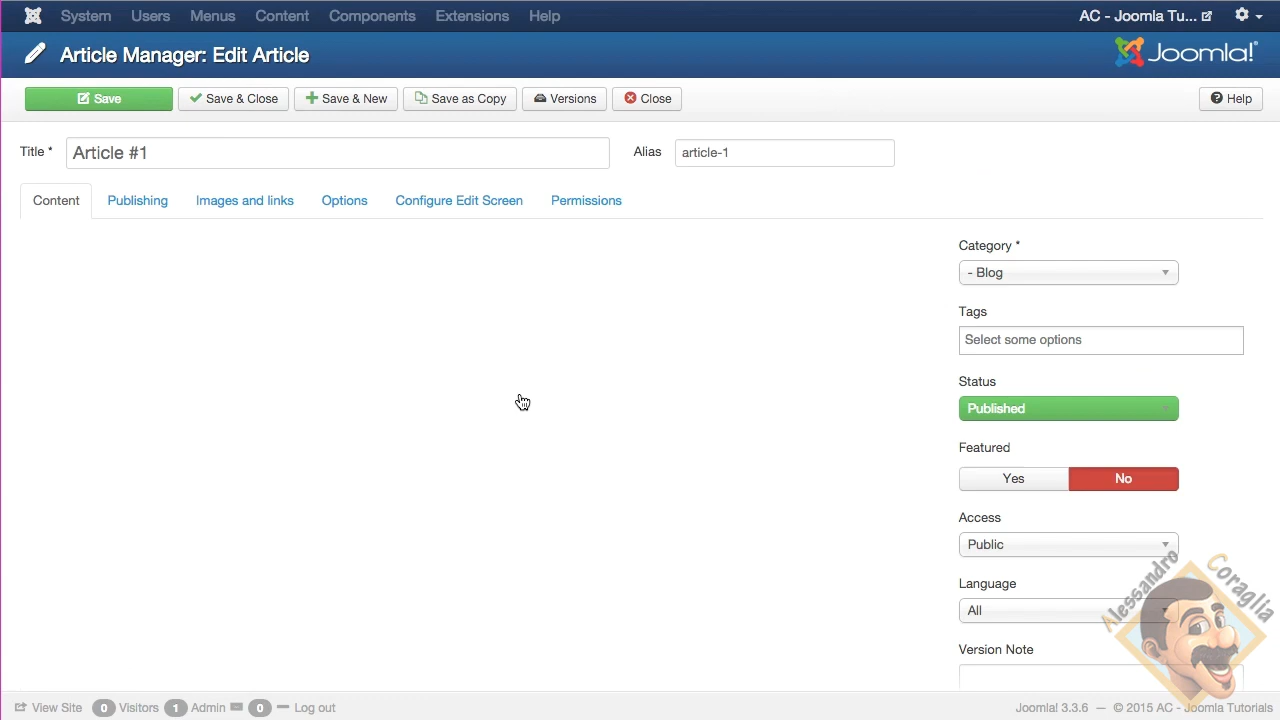 System Users Menus Content Components Extensions Help AC - Joomla Tu...
Article Manager: Edit Article Joomla!®
Save Save & Close Save & New Save as Copy Versions Close Help
Title * Article #1 Alias article-1
Content Publishing Images and links Options Configure Edit Screen Permissions
Category *
- Blog
Tags
Select some options
Status
Published
Featured
Yes No
Access
Public
Language
All
Version Note
Alessandro Coraglia
View Site 0 Visitors 1 Admin 0 Log out Joomla! 3.3.6 — © 2015 AC - Joomla Tutorials